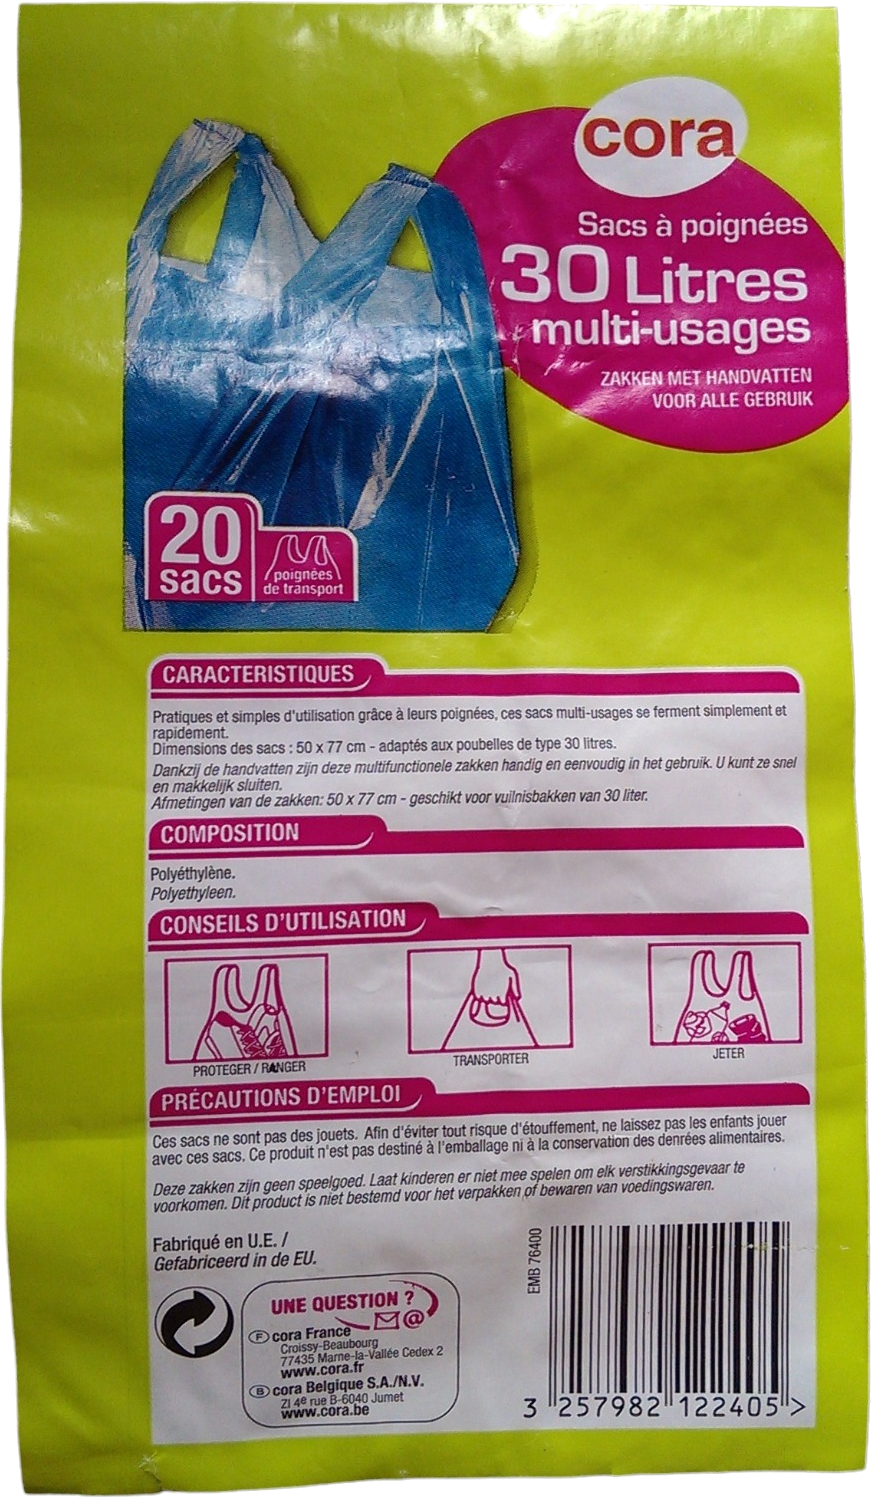 cora
Sacs à poignées
30 Litres
multi-usages
ZAKKEN MET HANDVATTEN
VOOR ALLE GEBRUIK
20
sacs
poignées
de transport
CARACTERISTIQUES
Pratiques et simples d'utilisation grâce à leurs poignées, ces sacs multi-usages se ferment simplement et
rapidement.
Dimensions des sacs : 50 x 77 cm - adaptés aux poubelles de type 30 litres.
Dankzij de handvatten zijn deze multifunctionele zakken handig en eenvoudig in het gebruik. U kunt ze snel
en makkelijk sluiten.
Afmetingen van de zakken: 50 x 77 cm - geschikt voor vuilnisbakken van 30 liter.
COMPOSITION
Polyéthylène.
Polyethyleen.
CONSEILS D'UTILISATION
PROTEGER / RANGER
TRANSPORTER
JETER
PRÉCAUTIONS D'EMPLOI
Ces sacs ne sont pas des jouets. Afin d'éviter tout risque d'étouffement, ne laissez pas les enfants jouer
avec ces sacs. Ce produit n'est pas destiné à l'emballage ni à la conservation des denrées alimentaires.
Deze zakken zijn geen speelgoed. Laat kinderen er niet mee spelen om elk verstikkingsgevaar te
voorkomen. Dit product is niet bestemd voor het verpakken of bewaren van voedingswaren.
Fabriqué en U.E. /
Gefabriceerd in de EU.
UNE QUESTION ?
@
F cora France
Croissy-Beaubourg
77435 Marne-la-Vallée Cedex 2
www.cora.fr
B cora Belgique S.A./N.V.
ZI 4e rue B-6040 Jumet
www.cora.be
EMB 76400
3 257982 122405 >